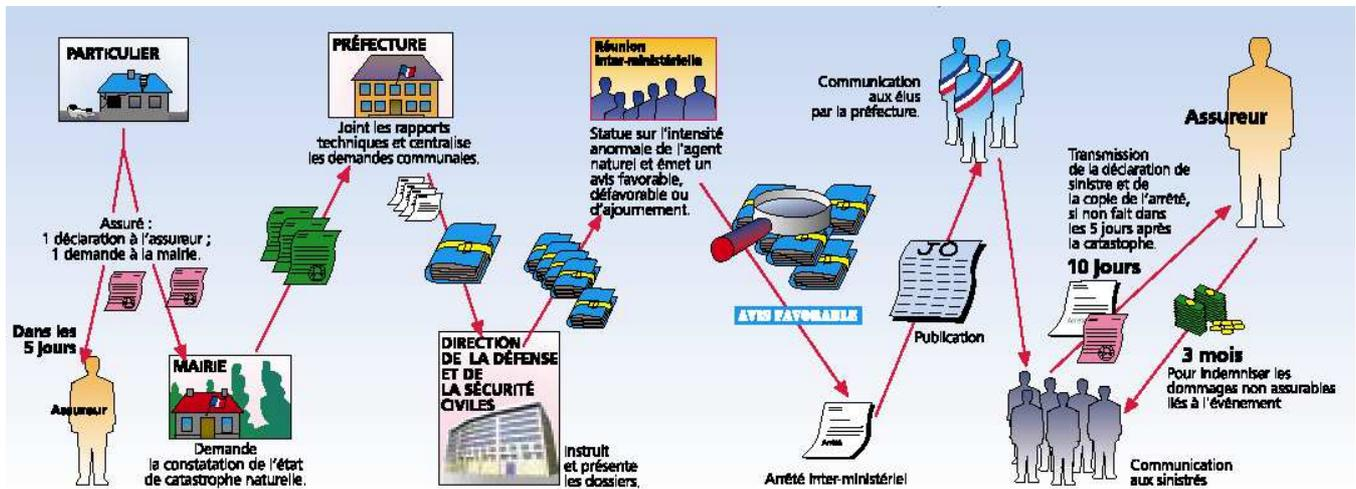 PARTICULIER
Assuré :
1 déclaration à l'assureur ;
1 demande à la mairie.
Dans les
5 jours
Assureur
MAIRIE
Demande
la constatation de l'état
de catastrophe naturelle.
PRÉFECTURE
Joint les rapports
techniques et centralise
les demandes communales.
DIRECTION
DE LA DÉFENSE
ET DE
LA SÉCURITÉ
CIVILES
Instruit
et présente
les dossiers.
Réunion
Inter-ministérielle
Statue sur l'intensité
anormale de l'agent
naturel et émet un
avis favorable,
défavorable ou
d'ajournement.
AVIS FAVORABLE
Arrêté
Arrêté Inter-ministériel
JO
Publication
Communication
aux élus
par la préfecture.
Communication
aux sinistrés
Transmission
de la déclaration de
sinistre et de
la copie de l'arrêté,
si non fait dans
les 5 jours après
la catastrophe.
10 jours
Arrêté
Assureur
3 mois
Pour indemniser les
dommages non assurables
liés à l'événement